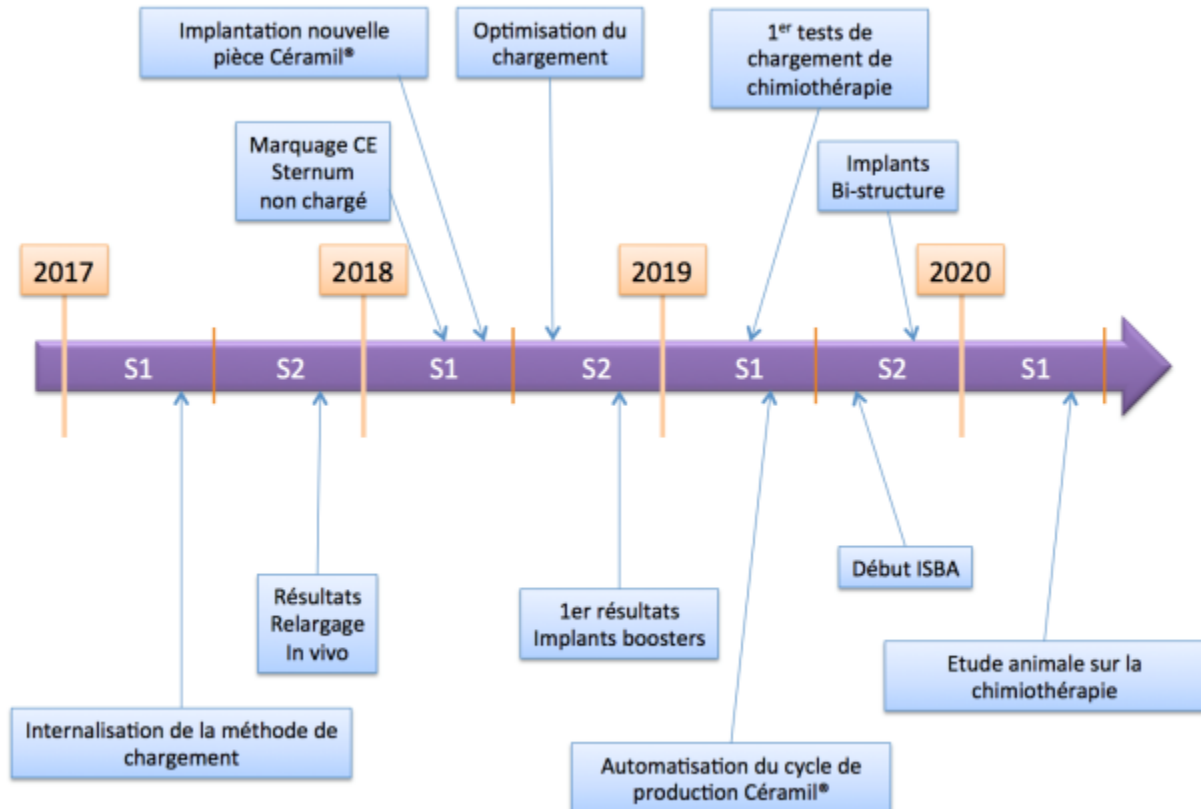 Implantation nouvelle
pièce Céramil®
Optimisation du
chargement
1er tests de
chargement de
chimiothérapie
Marquage CE
Sternum
non chargé
Implants
Bi-structure
2017
2018
2019
2020
S1
S2
S1
S2
S1
S2
S1
Début ISBA
Résultats
Relargage
In vivo
1er résultats
Implants boosters
Etude animale sur la
chimiothérapie
Internalisation de la méthode de
chargement
Automatisation du cycle de
production Céramil®